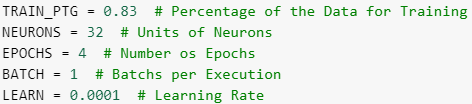 TRAIN_PTG = 0.83  # Percentage of the Data for Training
NEURONS = 32  # Units of Neurons
EPOCHS = 4  # Number os Epochs
BATCH = 1  # Batchs per Execution
LEARN = 0.0001  # Learning Rate